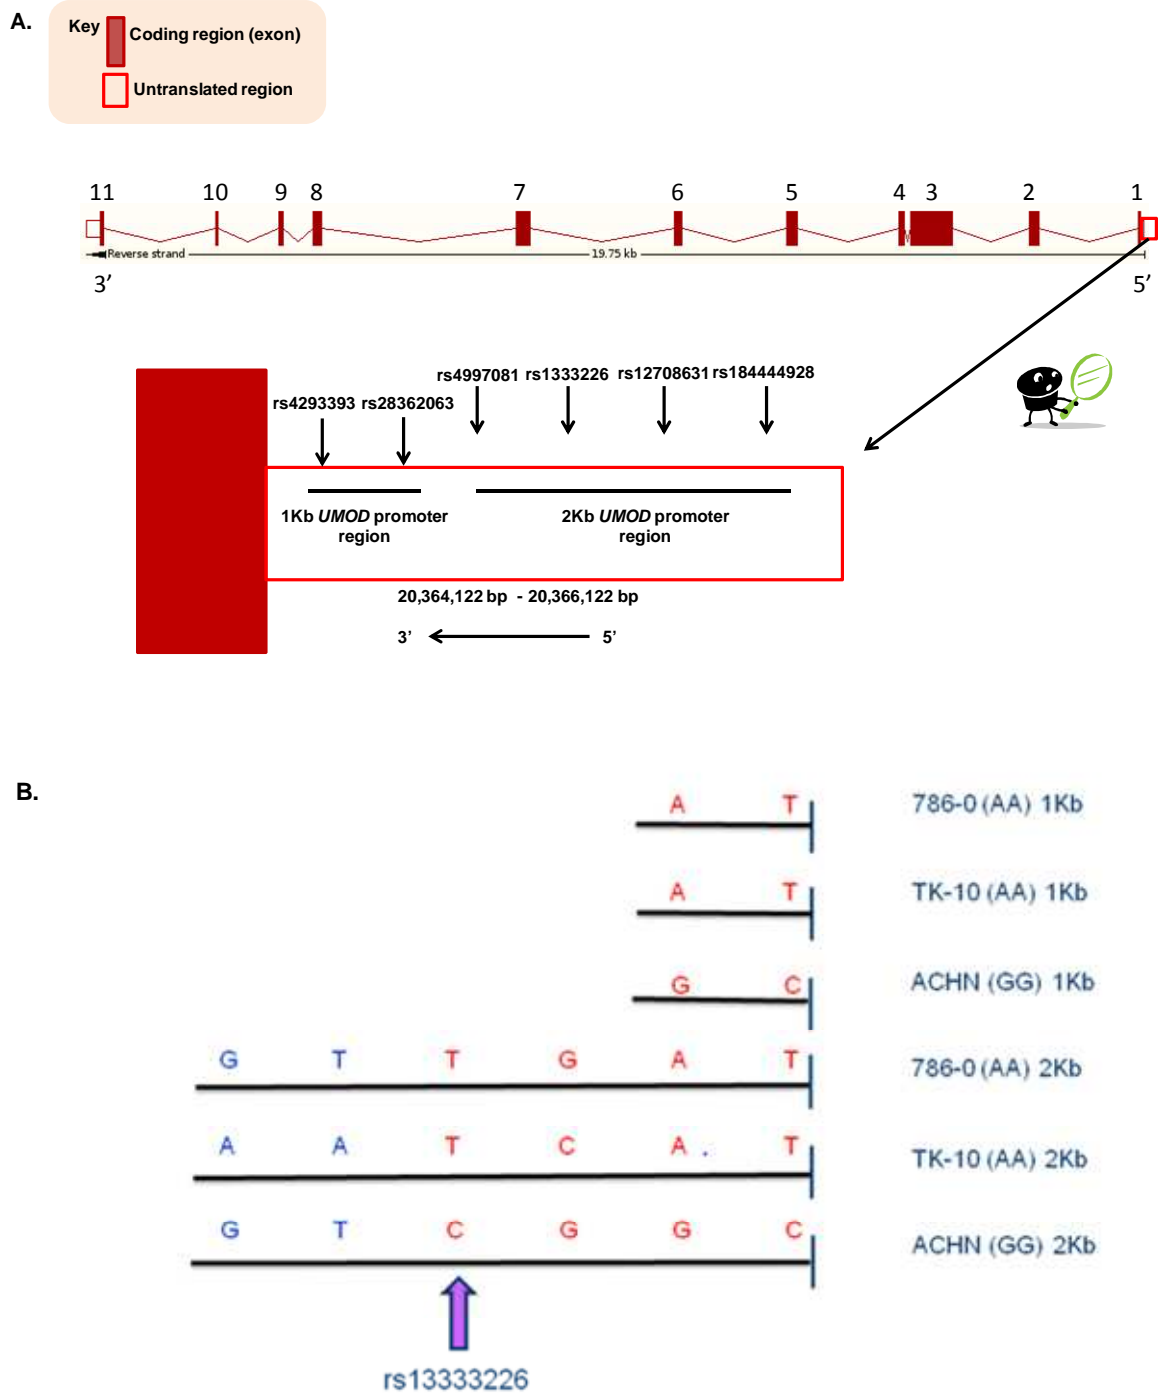 A.
Key
Coding region (exon)
Untranslated region
11 10 9 8 7 6 5 4 3 2 1
Reverse strand 19.75 kb
3’ 5’
rs4997081 rs1333226 rs12708631 rs184444928
rs4293393 rs28362063
1Kb UMOD promoter region
2Kb UMOD promoter region
20,364,122 bp - 20,366,122 bp
3’ 5’
B.
A T 786-0 (AA) 1Kb
A T TK-10 (AA) 1Kb
G C ACHN (GG) 1Kb
G T T G A T 786-0 (AA) 2Kb
A A T C A . T TK-10 (AA) 2Kb
G T C G G C ACHN (GG) 2Kb
rs13333226